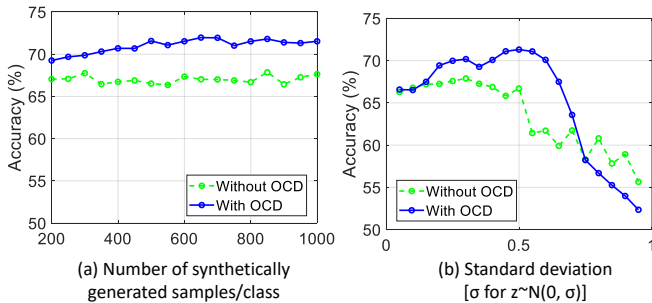 75
70
65
60
55
50
Accuracy (%)
Without OCD
With OCD
200
400
600
800
1000
(a) Number of synthetically
generated samples/class
75
70
65
60
55
50
Accuracy (%)
Without OCD
With OCD
0
0.5
1
(b) Standard deviation
[σ for z~N(0, σ)]